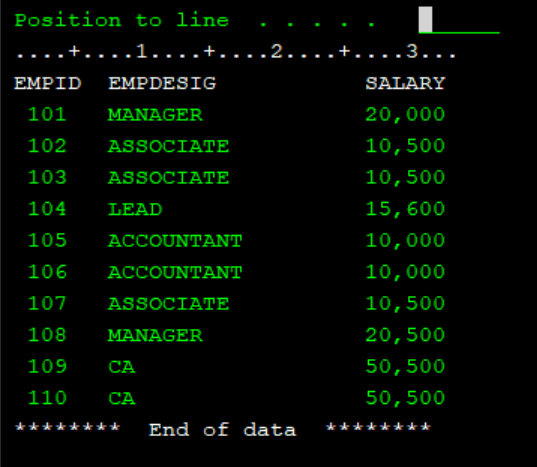 Position to line . . . . .
....+....1....+....2....+....3...
EMPID EMPDESIG SALARY
101 MANAGER 20,000
102 ASSOCIATE 10,500
103 ASSOCIATE 10,500
104 LEAD 15,600
105 ACCOUNTANT 10,000
106 ACCOUNTANT 10,000
107 ASSOCIATE 10,500
108 MANAGER 20,500
109 CA 50,500
110 CA 50,500
******** End of data ********